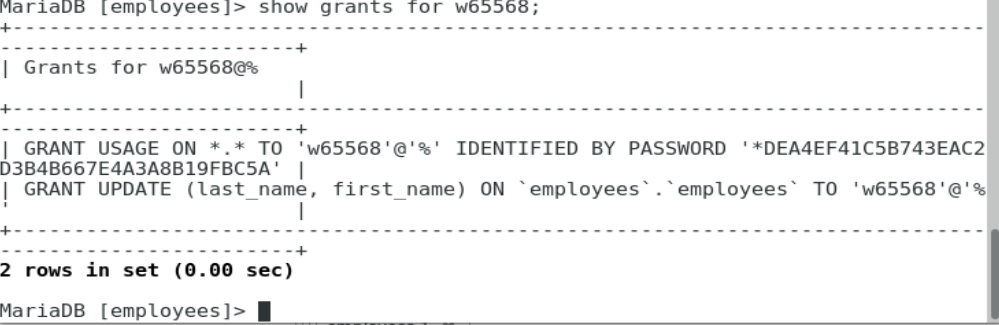 MariaDB [employees]> show grants for w65568;
+------------------------------------------------------------------------------
------------------------+
| Grants for w65568@%
                        |
+------------------------------------------------------------------------------
------------------------+
| GRANT USAGE ON *.* TO 'w65568'@'%' IDENTIFIED BY PASSWORD '*DEA4EF41C5B743EAC2
D3B4B667E4A3A8B19FBC5A' |
| GRANT UPDATE (last_name, first_name) ON `employees`.`employees` TO 'w65568'@'%
'                       |
+------------------------------------------------------------------------------
------------------------+
2 rows in set (0.00 sec)
MariaDB [employees]>